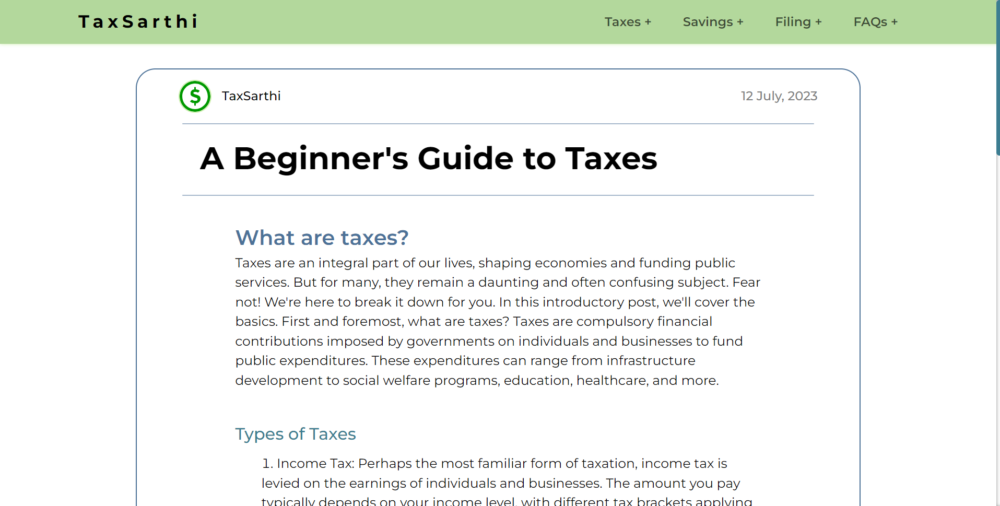 TaxSarthi
Taxes + Savings + Filing + FAQs +
$ TaxSarthi 12 July, 2023
A Beginner's Guide to Taxes
What are taxes?
Taxes are an integral part of our lives, shaping economies and funding public
services. But for many, they remain a daunting and often confusing subject. Fear
not! We're here to break it down for you. In this introductory post, we'll cover the
basics. First and foremost, what are taxes? Taxes are compulsory financial
contributions imposed by governments on individuals and businesses to fund
public expenditures. These expenditures can range from infrastructure
development to social welfare programs, education, healthcare, and more.
Types of Taxes
1. Income Tax: Perhaps the most familiar form of taxation, income tax is
levied on the earnings of individuals and businesses. The amount you pay
typically depends on your income level, with different tax brackets applying